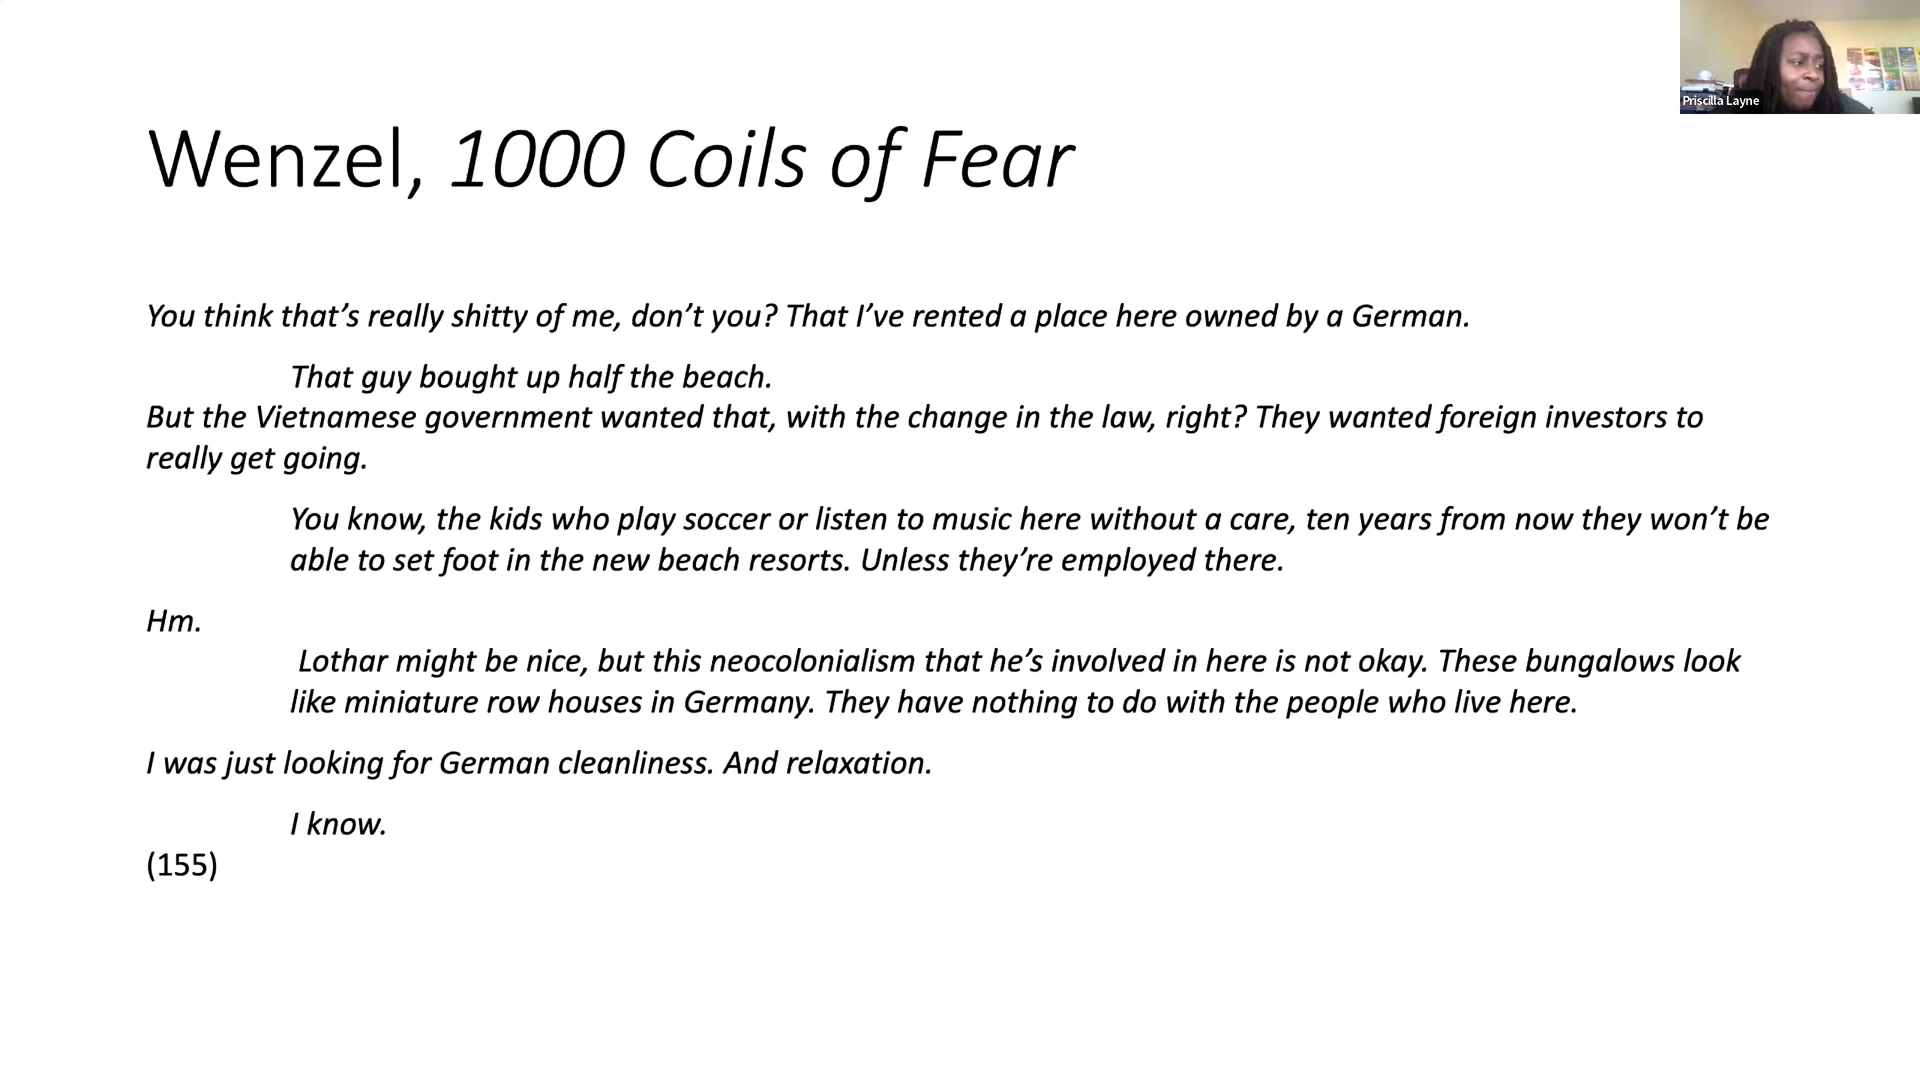 Priscilla Layne
Wenzel, 1000 Coils of Fear
You think that’s really shitty of me, don’t you? That I’ve rented a place here owned by a German.
That guy bought up half the beach.
But the Vietnamese government wanted that, with the change in the law, right? They wanted foreign investors to
really get going.
You know, the kids who play soccer or listen to music here without a care, ten years from now they won’t be
able to set foot in the new beach resorts. Unless they’re employed there.
Hm.
Lothar might be nice, but this neocolonialism that he’s involved in here is not okay. These bungalows look
like miniature row houses in Germany. They have nothing to do with the people who live here.
I was just looking for German cleanliness. And relaxation.
I know.
(155)